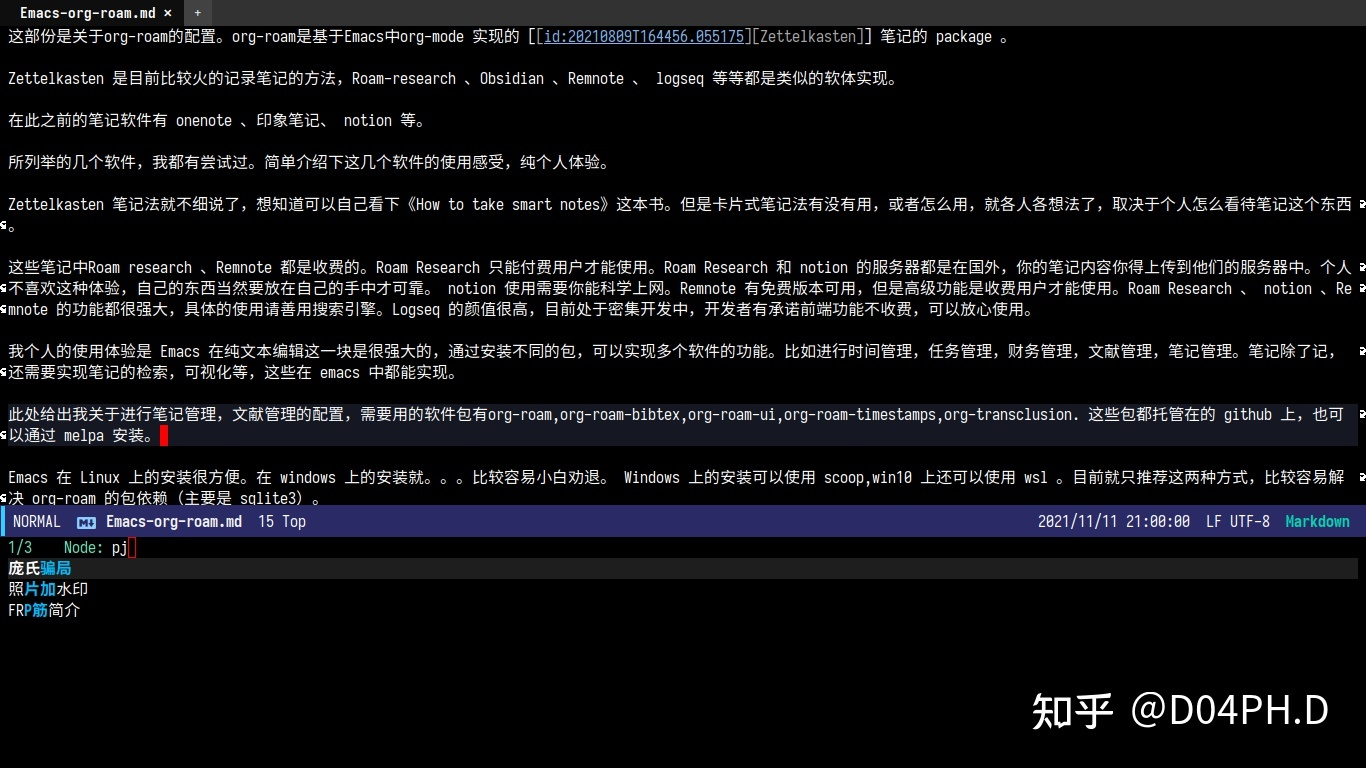 Emacs-org-roam.md × +
这部份是关于org-roam的配置。org-roam是基于Emacs中org-mode 实现的 [[id:20210809T164456.055175][Zettelkasten]] 笔记的 package 。
Zettelkasten 是目前比较火的记录笔记的方法，Roam-research 、Obsidian 、Remnote 、 logseq 等等都是类似的软体实现。
在此之前的笔记软件有 onenote 、印象笔记、 notion 等。
所列举的几个软件，我都有尝试过。简单介绍下这几个软件的使用感受，纯个人体验。
Zettelkasten 笔记法就不细说了，想知道可以自己看下《How to take smart notes》这本书。但是卡片式笔记法有没有用，或者怎么用，就各人各想法了，取决于个人怎么看待笔记这个东西
。
这些笔记中Roam research 、Remnote 都是收费的。Roam Research 只能付费用户才能使用。Roam Research 和 notion 的服务器都是在国外，你的笔记内容你得上传到他们的服务器中。个人
不喜欢这种体验，自己的东西当然要放在自己的手中才可靠。 notion 使用需要你能科学上网。Remnote 有免费版本可用，但是高级功能是收费用户才能使用。Roam Research 、 notion 、Re
mnote 的功能都很强大，具体的使用请善用搜索引擎。Logseq 的颜值很高，目前处于密集开发中，开发者有承诺前端功能不收费，可以放心使用。
我个人的使用体验是 Emacs 在纯文本编辑这一块是很强大的，通过安装不同的包，可以实现多个软件的功能。比如进行时间管理，任务管理，财务管理，文献管理，笔记管理。笔记除了记，
还需要实现笔记的检索，可视化等，这些在 emacs 中都能实现。
此处给出我关于进行笔记管理，文献管理的配置，需要用的软件包有org-roam,org-roam-bibtex,org-roam-ui,org-roam-timestamps,org-transclusion. 这些包都托管在的 github 上，也可
以通过 melpa 安装。
Emacs 在 Linux 上的安装很方便。在 windows 上的安装就。。。比较容易小白劝退。 Windows 上的安装可以使用 scoop,win10 上还可以使用 wsl 。目前就只推荐这两种方式，比较容易解
决 org-roam 的包依赖（主要是 sqlite3）。
NORMAL M↓ Emacs-org-roam.md 15 Top 2021/11/11 21:00:00 LF UTF-8 Markdown
1/3 Node: pj
庞氏骗局
照片加水印
FRP筋简介
知乎 @D04PH.D